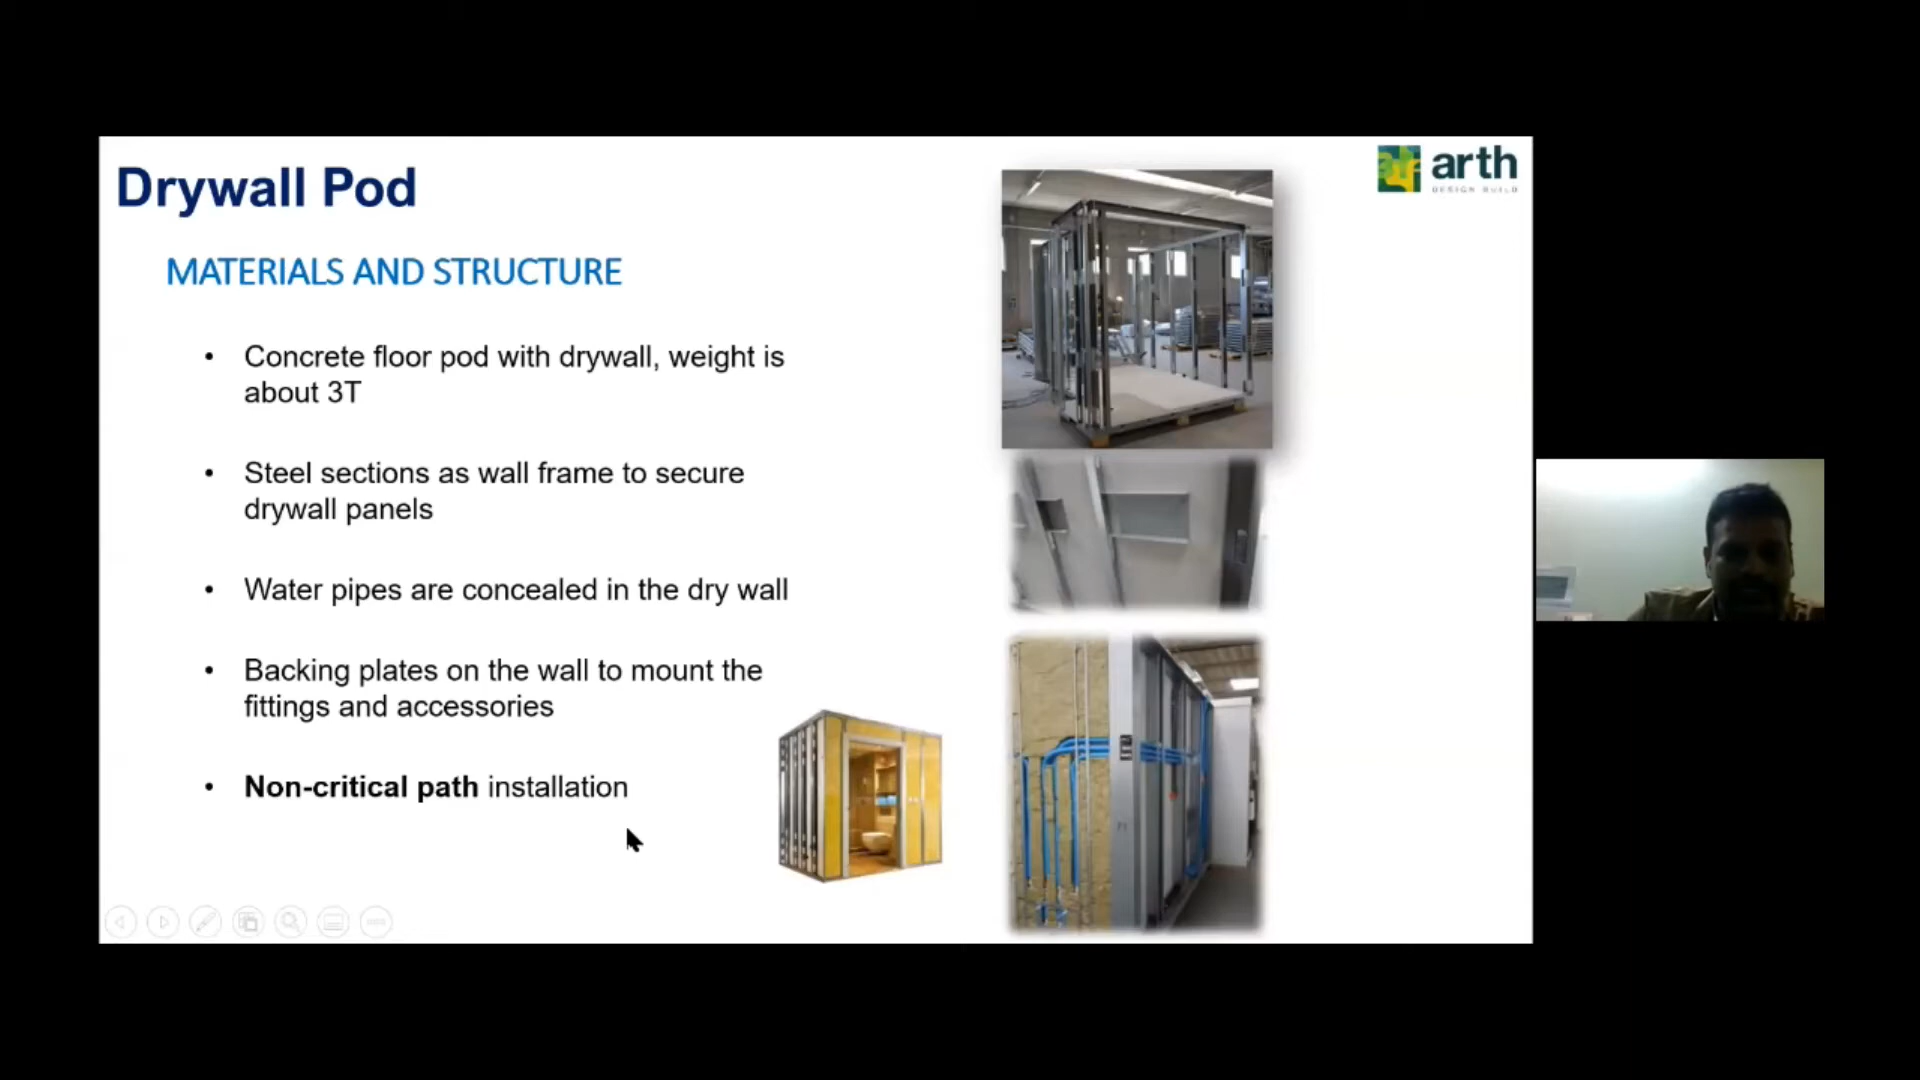 Drywall Pod
arth
DESIGN BUILD
MATERIALS AND STRUCTURE
• Concrete floor pod with drywall, weight is
about 3T
• Steel sections as wall frame to secure
drywall panels
• Water pipes are concealed in the dry wall
• Backing plates on the wall to mount the
fittings and accessories
• Non-critical path installation